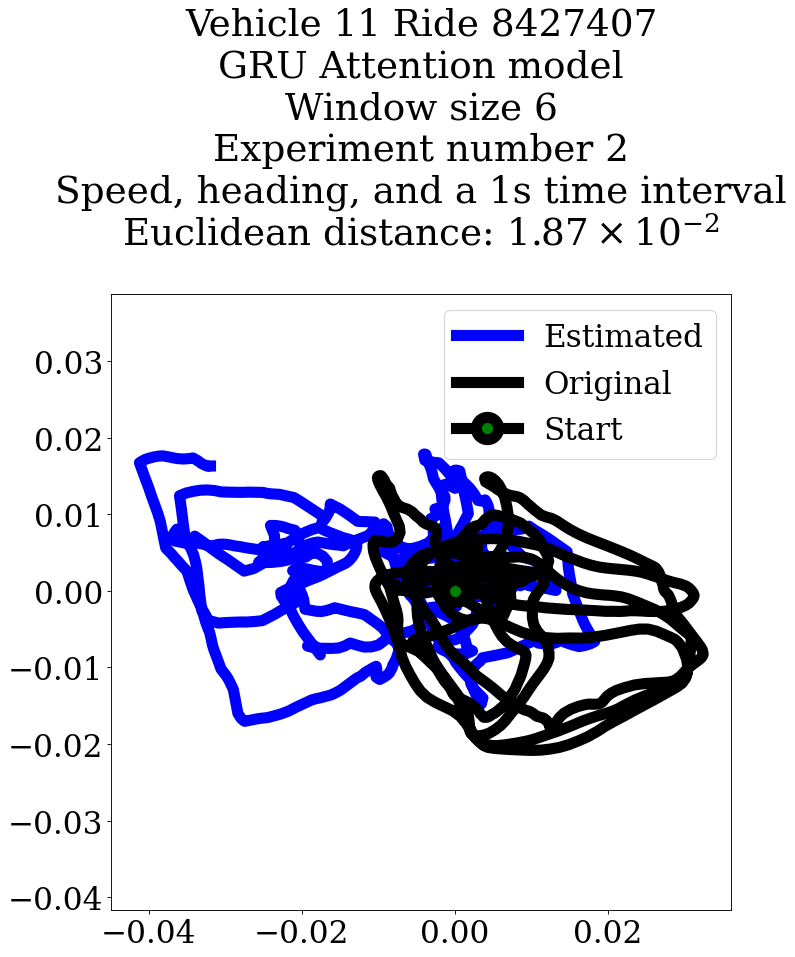 Vehicle 11 Ride 8427407
GRU Attention model
Window size 6
Experiment number 2
Speed, heading, and a 1s time interval
Euclidean distance: 1.87 × 10⁻²
Estimated
Original
Start
0.03
0.02
0.01
0.00
−0.01
−0.02
−0.03
−0.04
−0.04 −0.02 0.00 0.02